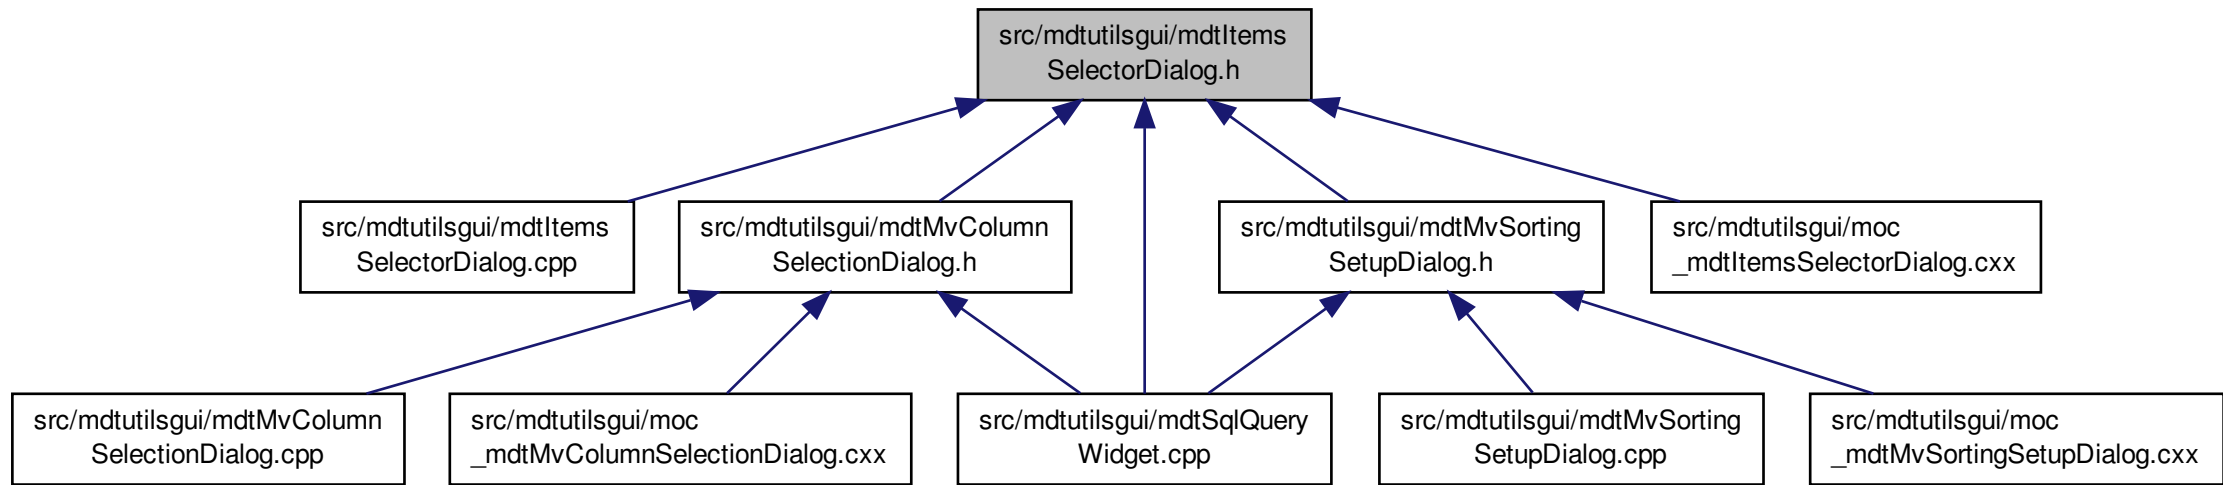 src/mdtutilsgui/mdtItems
SelectorDialog.h
src/mdtutilsgui/mdtItems
SelectorDialog.cpp
src/mdtutilsgui/mdtMvColumn
SelectionDialog.h
src/mdtutilsgui/mdtMvSorting
SetupDialog.h
src/mdtutilsgui/moc
_mdtItemsSelectorDialog.cxx
src/mdtutilsgui/mdtMvColumn
SelectionDialog.cpp
src/mdtutilsgui/moc
_mdtMvColumnSelectionDialog.cxx
src/mdtutilsgui/mdtSqlQuery
Widget.cpp
src/mdtutilsgui/mdtMvSorting
SetupDialog.cpp
src/mdtutilsgui/moc
_mdtMvSortingSetupDialog.cxx